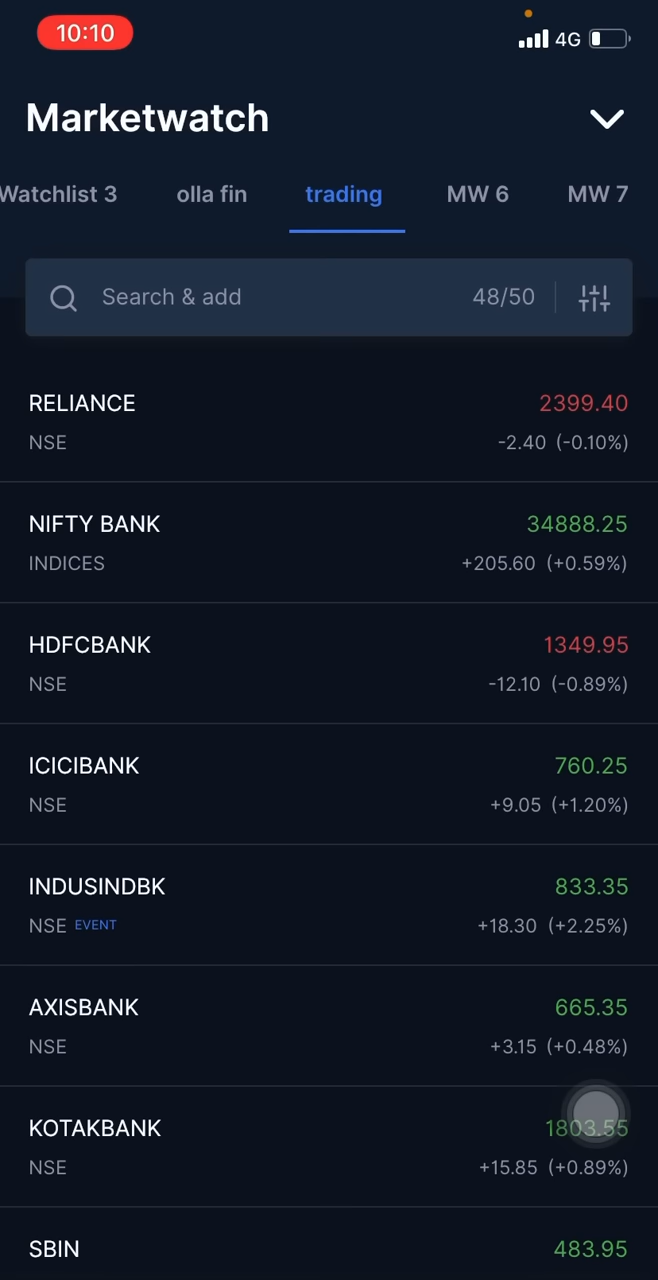 10:10 4G
Marketwatch
Watchlist 3 olla fin trading MW 6 MW 7
Search & add 48/50
RELIANCE 2399.40
NSE -2.40 (-0.10%)
NIFTY BANK 34888.25
INDICES +205.60 (+0.59%)
HDFCBANK 1349.95
NSE -12.10 (-0.89%)
ICICIBANK 760.25
NSE +9.05 (+1.20%)
INDUSINDBK 833.35
NSE EVENT +18.30 (+2.25%)
AXISBANK 665.35
NSE +3.15 (+0.48%)
KOTAKBANK 1803.55
NSE +15.85 (+0.89%)
SBIN 483.95